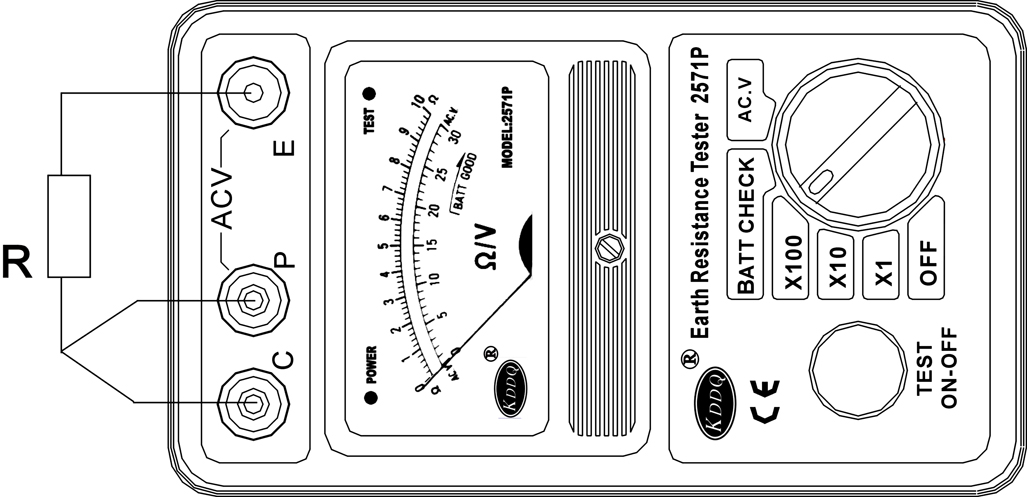 R
E
ACV
P
C
TEST
POWER
10 Ω
9
8
7
6
5
4
3
2
1
0 Ω
AC.V
30
25
20
15
10
5
0
AC V
BATT GOOD
Ω/V
MODEL:2571P
KDDQ ®
Earth Resistance Tester 2571P
KDDQ ®
CE
AC.V
BATT CHECK
X100
X10
X1
OFF
TEST
ON-OFF